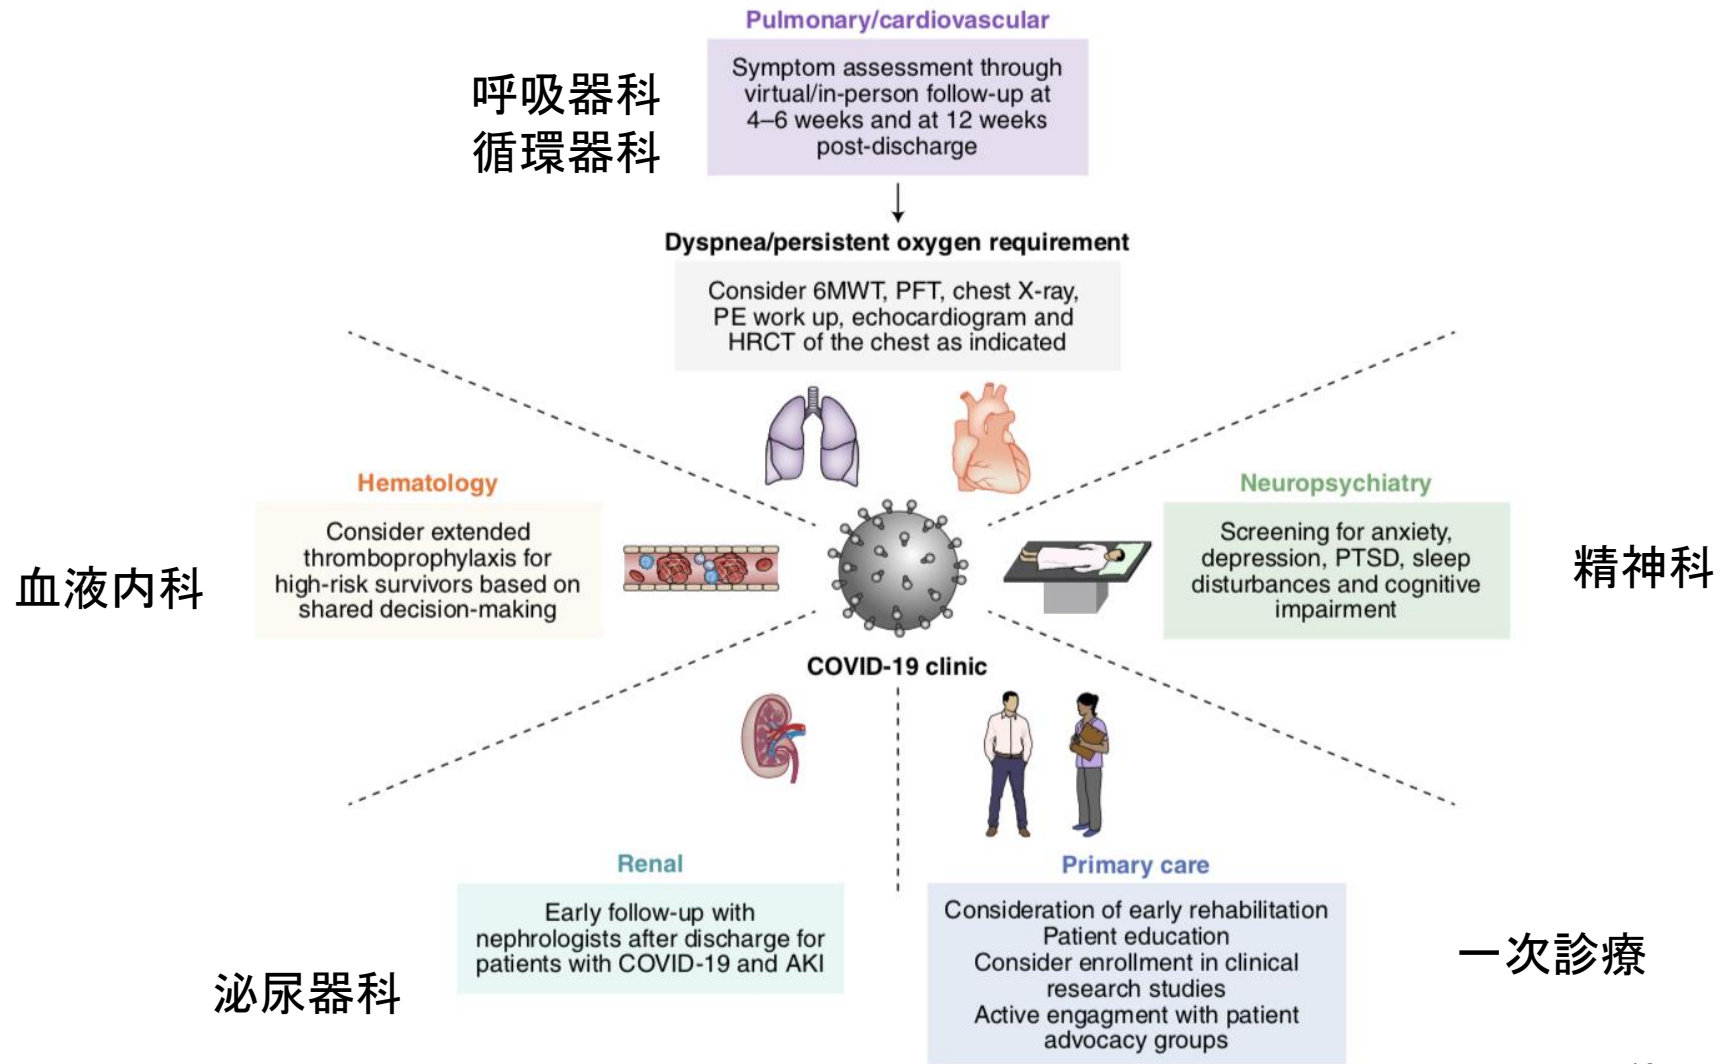 Pulmonary/cardiovascular
Symptom assessment through
virtual/in-person follow-up at
4–6 weeks and at 12 weeks
post-discharge
呼吸器科
循環器科
Dyspnea/persistent oxygen requirement
Consider 6MWT, PFT, chest X-ray,
PE work up, echocardiogram and
HRCT of the chest as indicated
Hematology
Consider extended
thromboprophylaxis for
high-risk survivors based on
shared decision-making
血液内科
Neuropsychiatry
Screening for anxiety,
depression, PTSD, sleep
disturbances and cognitive
impairment
精神科
COVID-19 clinic
Renal
Early follow-up with
nephrologists after discharge for
patients with COVID-19 and AKI
泌尿器科
Primary care
Consideration of early rehabilitation
Patient education
Consider enrollment in clinical
research studies
Active engagment with patient
advocacy groups
一次診療